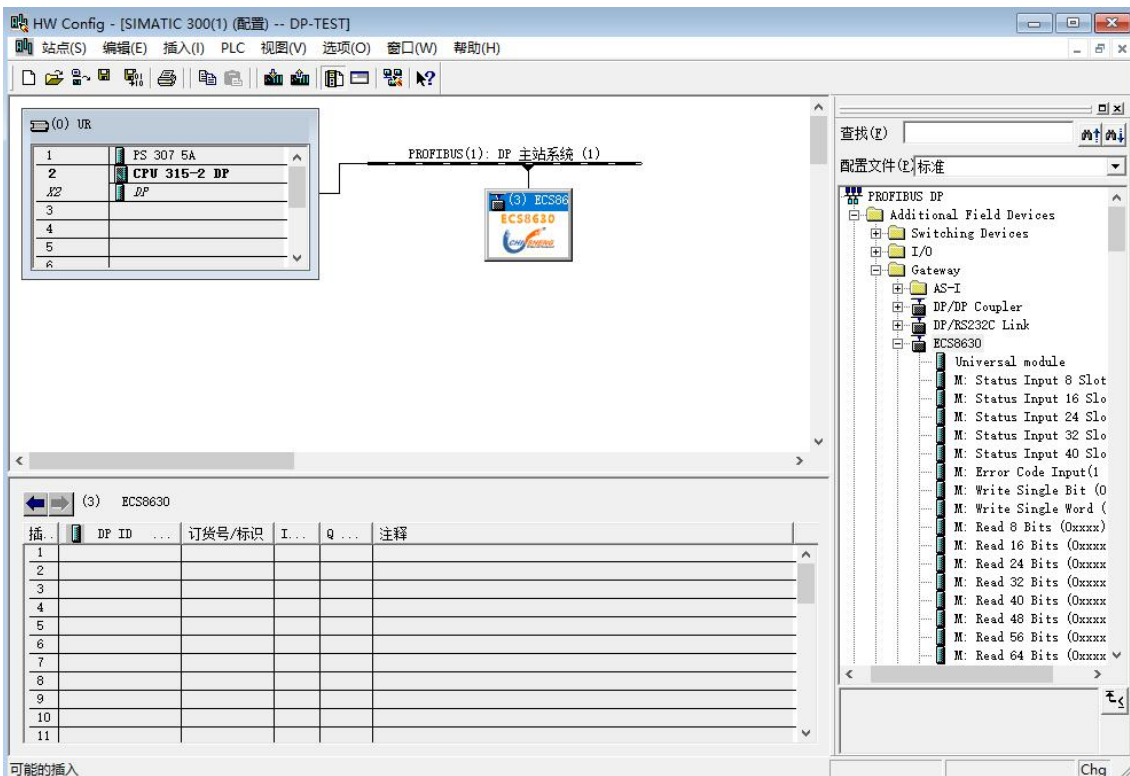 HW Config - [SIMATIC 300(1) (配置) -- DP-TEST]
站点(S) 编辑(E) 插入(I) PLC 视图(V) 选项(O) 窗口(W) 帮助(H)
(0) UR
1 PS 307 5A
2 CPU 315-2 DP
X2 DP
3
4
5
6
PROFIBUS(1): DP 主站系统 (1)
(3) ECS86
ECS8630
CHI SHENG
查找(F)
配置文件(P) 标准
PROFIBUS DP
Additional Field Devices
Switching Devices
I/O
Gateway
AS-I
DP/DP Coupler
DP/RS232C Link
ECS8630
Universal module
M: Status Input 8 Slot
M: Status Input 16 Slo
M: Status Input 24 Slo
M: Status Input 32 Slo
M: Status Input 40 Slo
M: Error Code Input(1
M: Write Single Bit (0
M: Write Single Word (
M: Read 8 Bits (0xxxx)
M: Read 16 Bits (0xxxx
M: Read 24 Bits (0xxxx
M: Read 32 Bits (0xxxx
M: Read 40 Bits (0xxxx
M: Read 48 Bits (0xxxx
M: Read 56 Bits (0xxxx
M: Read 64 Bits (0xxxx
(3) ECS8630
插.. DP ID ... 订货号/标识 I... Q ... 注释
1
2
3
4
5
6
7
8
9
10
11
可能的插入
Chg